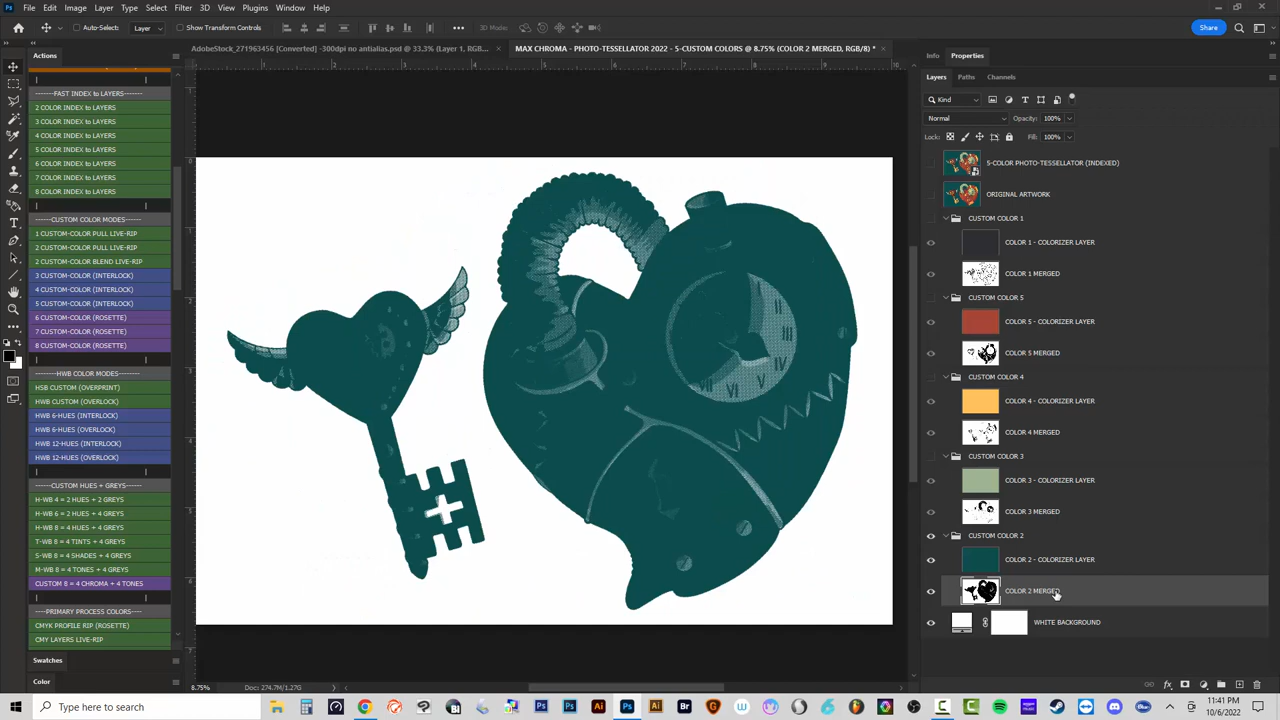 File Edit Image Layer Type Select Filter 3D View Plugins Window Help
Auto-Select: Layer Show Transform Controls 3D Mode: Share
Actions
AdobeStock_271963456 [Converted] -300dpi no antialias.psd @ 33.3% (Layer 1, RGB...
MAX CHROMA - PHOTO-TESSELLATOR 2022 - 5-CUSTOM COLORS @ 8.75% (COLOR 2 MERGED, RGB/8) *
Info Properties
Layers Paths Channels
Kind
Normal Opacity: 100%
Lock: Fill: 100%
-------FAST INDEX to LAYERS-------
2 COLOR INDEX to LAYERS
3 COLOR INDEX to LAYERS
4 COLOR INDEX to LAYERS
5 COLOR INDEX to LAYERS
6 COLOR INDEX to LAYERS
7 COLOR INDEX to LAYERS
8 COLOR INDEX to LAYERS
------CUSTOM COLOR MODES------
1 CUSTOM-COLOR PULL LIVE-RIP
2 CUSTOM-COLOR PULL LIVE-RIP
2 CUSTOM-COLOR BLEND LIVE-RIP
3 CUSTOM-COLOR (INTERLOCK)
4 CUSTOM-COLOR (INTERLOCK)
5 CUSTOM-COLOR (INTERLOCK)
6 CUSTOM-COLOR (ROSETTE)
7 CUSTOM-COLOR (ROSETTE)
8 CUSTOM-COLOR (ROSETTE)
-------HWB COLOR MODES-------
HSB CUSTOM (OVERPRINT)
HWB CUSTOM (OVERLOCK)
HWB 6-HUES (INTERLOCK)
HWB 6-HUES (OVERLOCK)
HWB 12-HUES (INTERLOCK)
HWB 12-HUES (OVERLOCK)
------CUSTOM HUES + GREYS------
H-WB 4 = 2 HUES + 2 GREYS
H-WB 6 = 2 HUES + 4 GREYS
H-WB 8 = 4 HUES + 4 GREYS
T-WB 8 = 4 TINTS + 4 GREYS
S-WB 8 = 4 SHADES + 4 GREYS
M-WB 8 = 4 TONES + 4 GREYS
CUSTOM 8 = 4 CHROMA + 4 TONES
-----PRIMARY PROCESS COLORS-----
CMYK PROFILE RIP (ROSETTE)
CMY LAYERS LIVE-RIP
Swatches
Color
II
III
IV
V
VI
5-COLOR PHOTO-TESSELLATOR (INDEXED)
ORIGINAL ARTWORK
CUSTOM COLOR 1
COLOR 1 - COLORIZER LAYER
COLOR 1 MERGED
CUSTOM COLOR 5
COLOR 5 - COLORIZER LAYER
COLOR 5 MERGED
CUSTOM COLOR 4
COLOR 4 - COLORIZER LAYER
COLOR 4 MERGED
CUSTOM COLOR 3
COLOR 3 - COLORIZER LAYER
COLOR 3 MERGED
CUSTOM COLOR 2
COLOR 2 - COLORIZER LAYER
COLOR 2 MERGED
WHITE BACKGROUND
8.75% Doc: 274.7M/1.27G
Type here to search
11:41 PM
10/6/2022